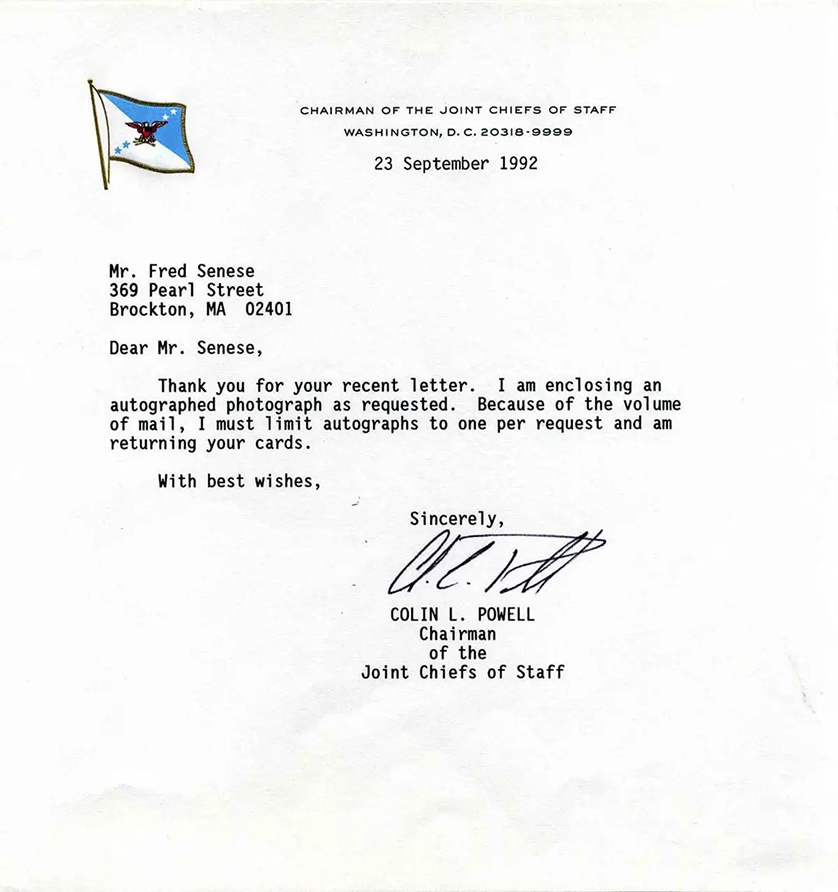 CHAIRMAN OF THE JOINT CHIEFS OF STAFF
WASHINGTON, D. C. 20318-9999
23 September 1992
Mr. Fred Senese
369 Pearl Street
Brockton, MA 02401
Dear Mr. Senese,
Thank you for your recent letter. I am enclosing an
autographed photograph as requested. Because of the volume
of mail, I must limit autographs to one per request and am
returning your cards.
With best wishes,
Sincerely,
COLIN L. POWELL
Chairman
of the
Joint Chiefs of Staff